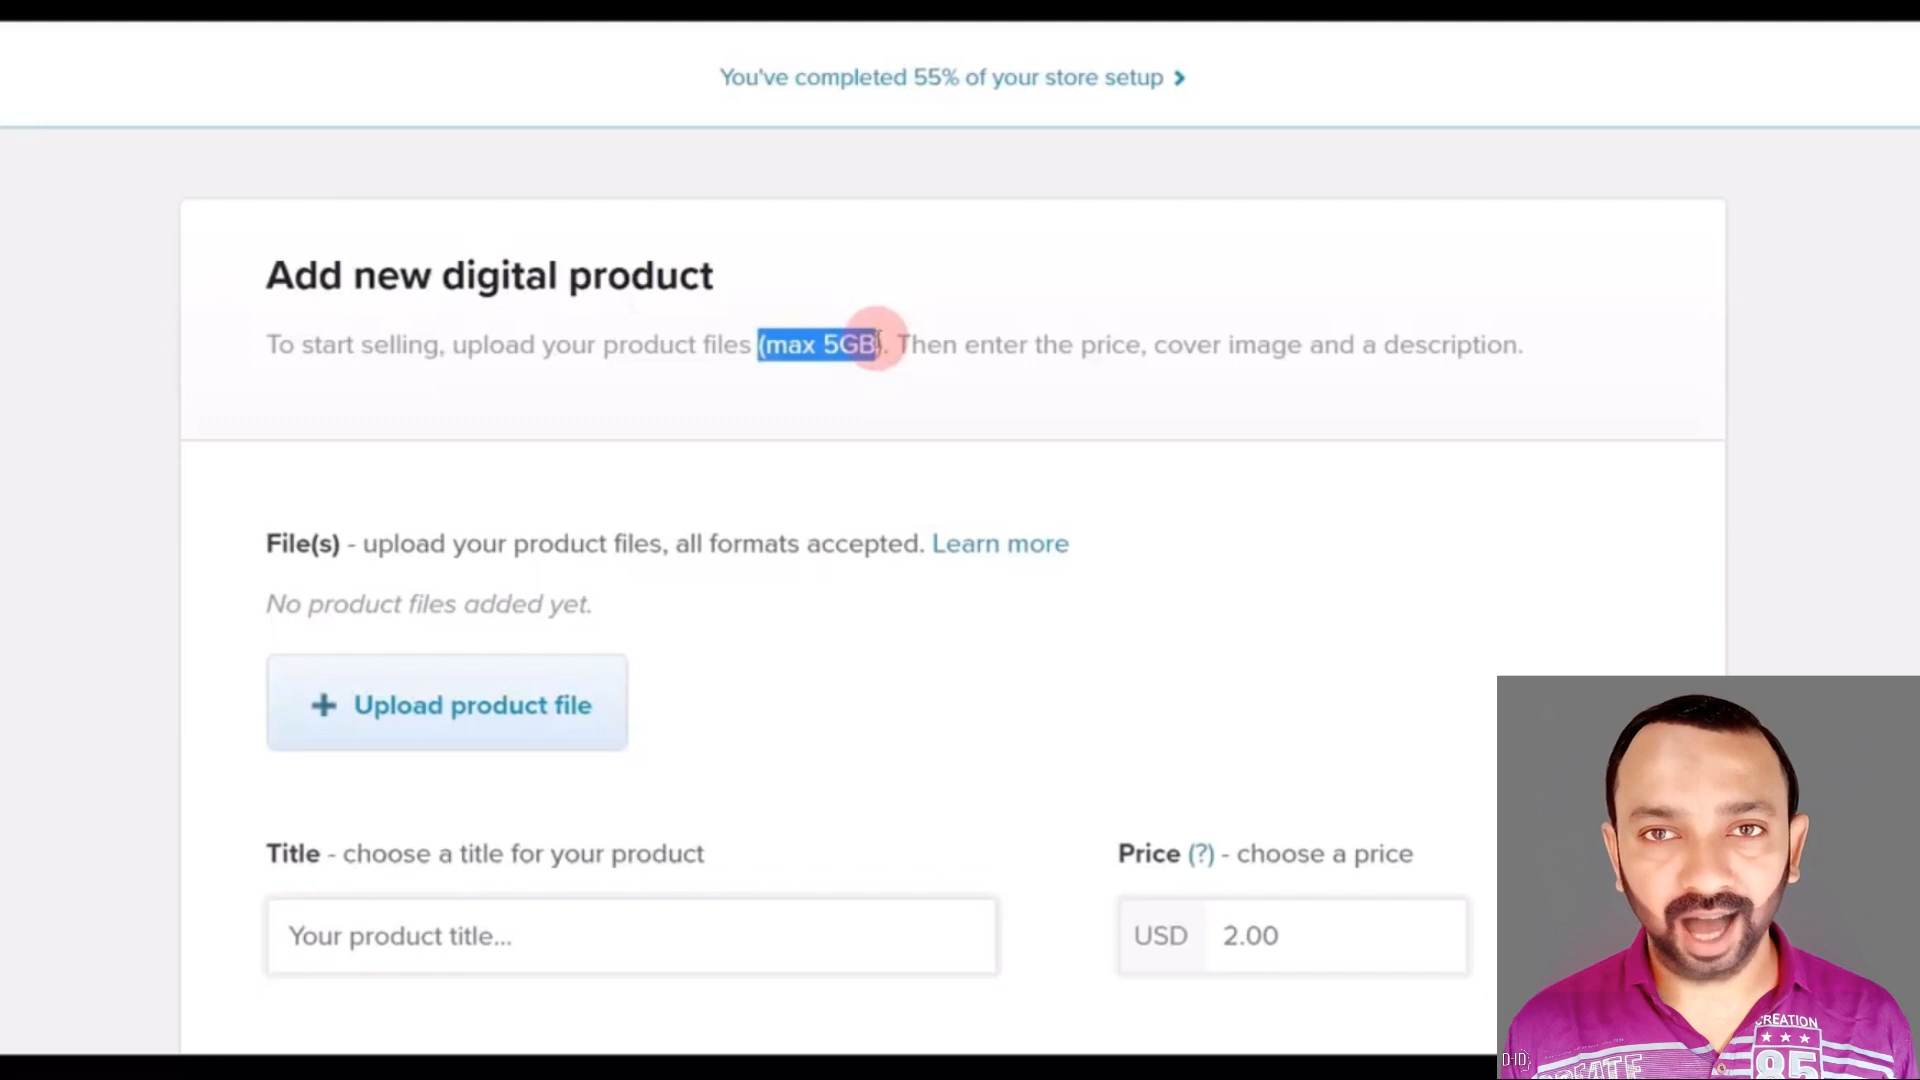 You've completed 55% of your store setup >
Add new digital product
To start selling, upload your product files (max 5GB). Then enter the price, cover image and a description.
File(s) - upload your product files, all formats accepted. Learn more
No product files added yet.
+ Upload product file
Title - choose a title for your product
Price (?) - choose a price
Your product title...
USD 2.00
CREATION
85
D-ID